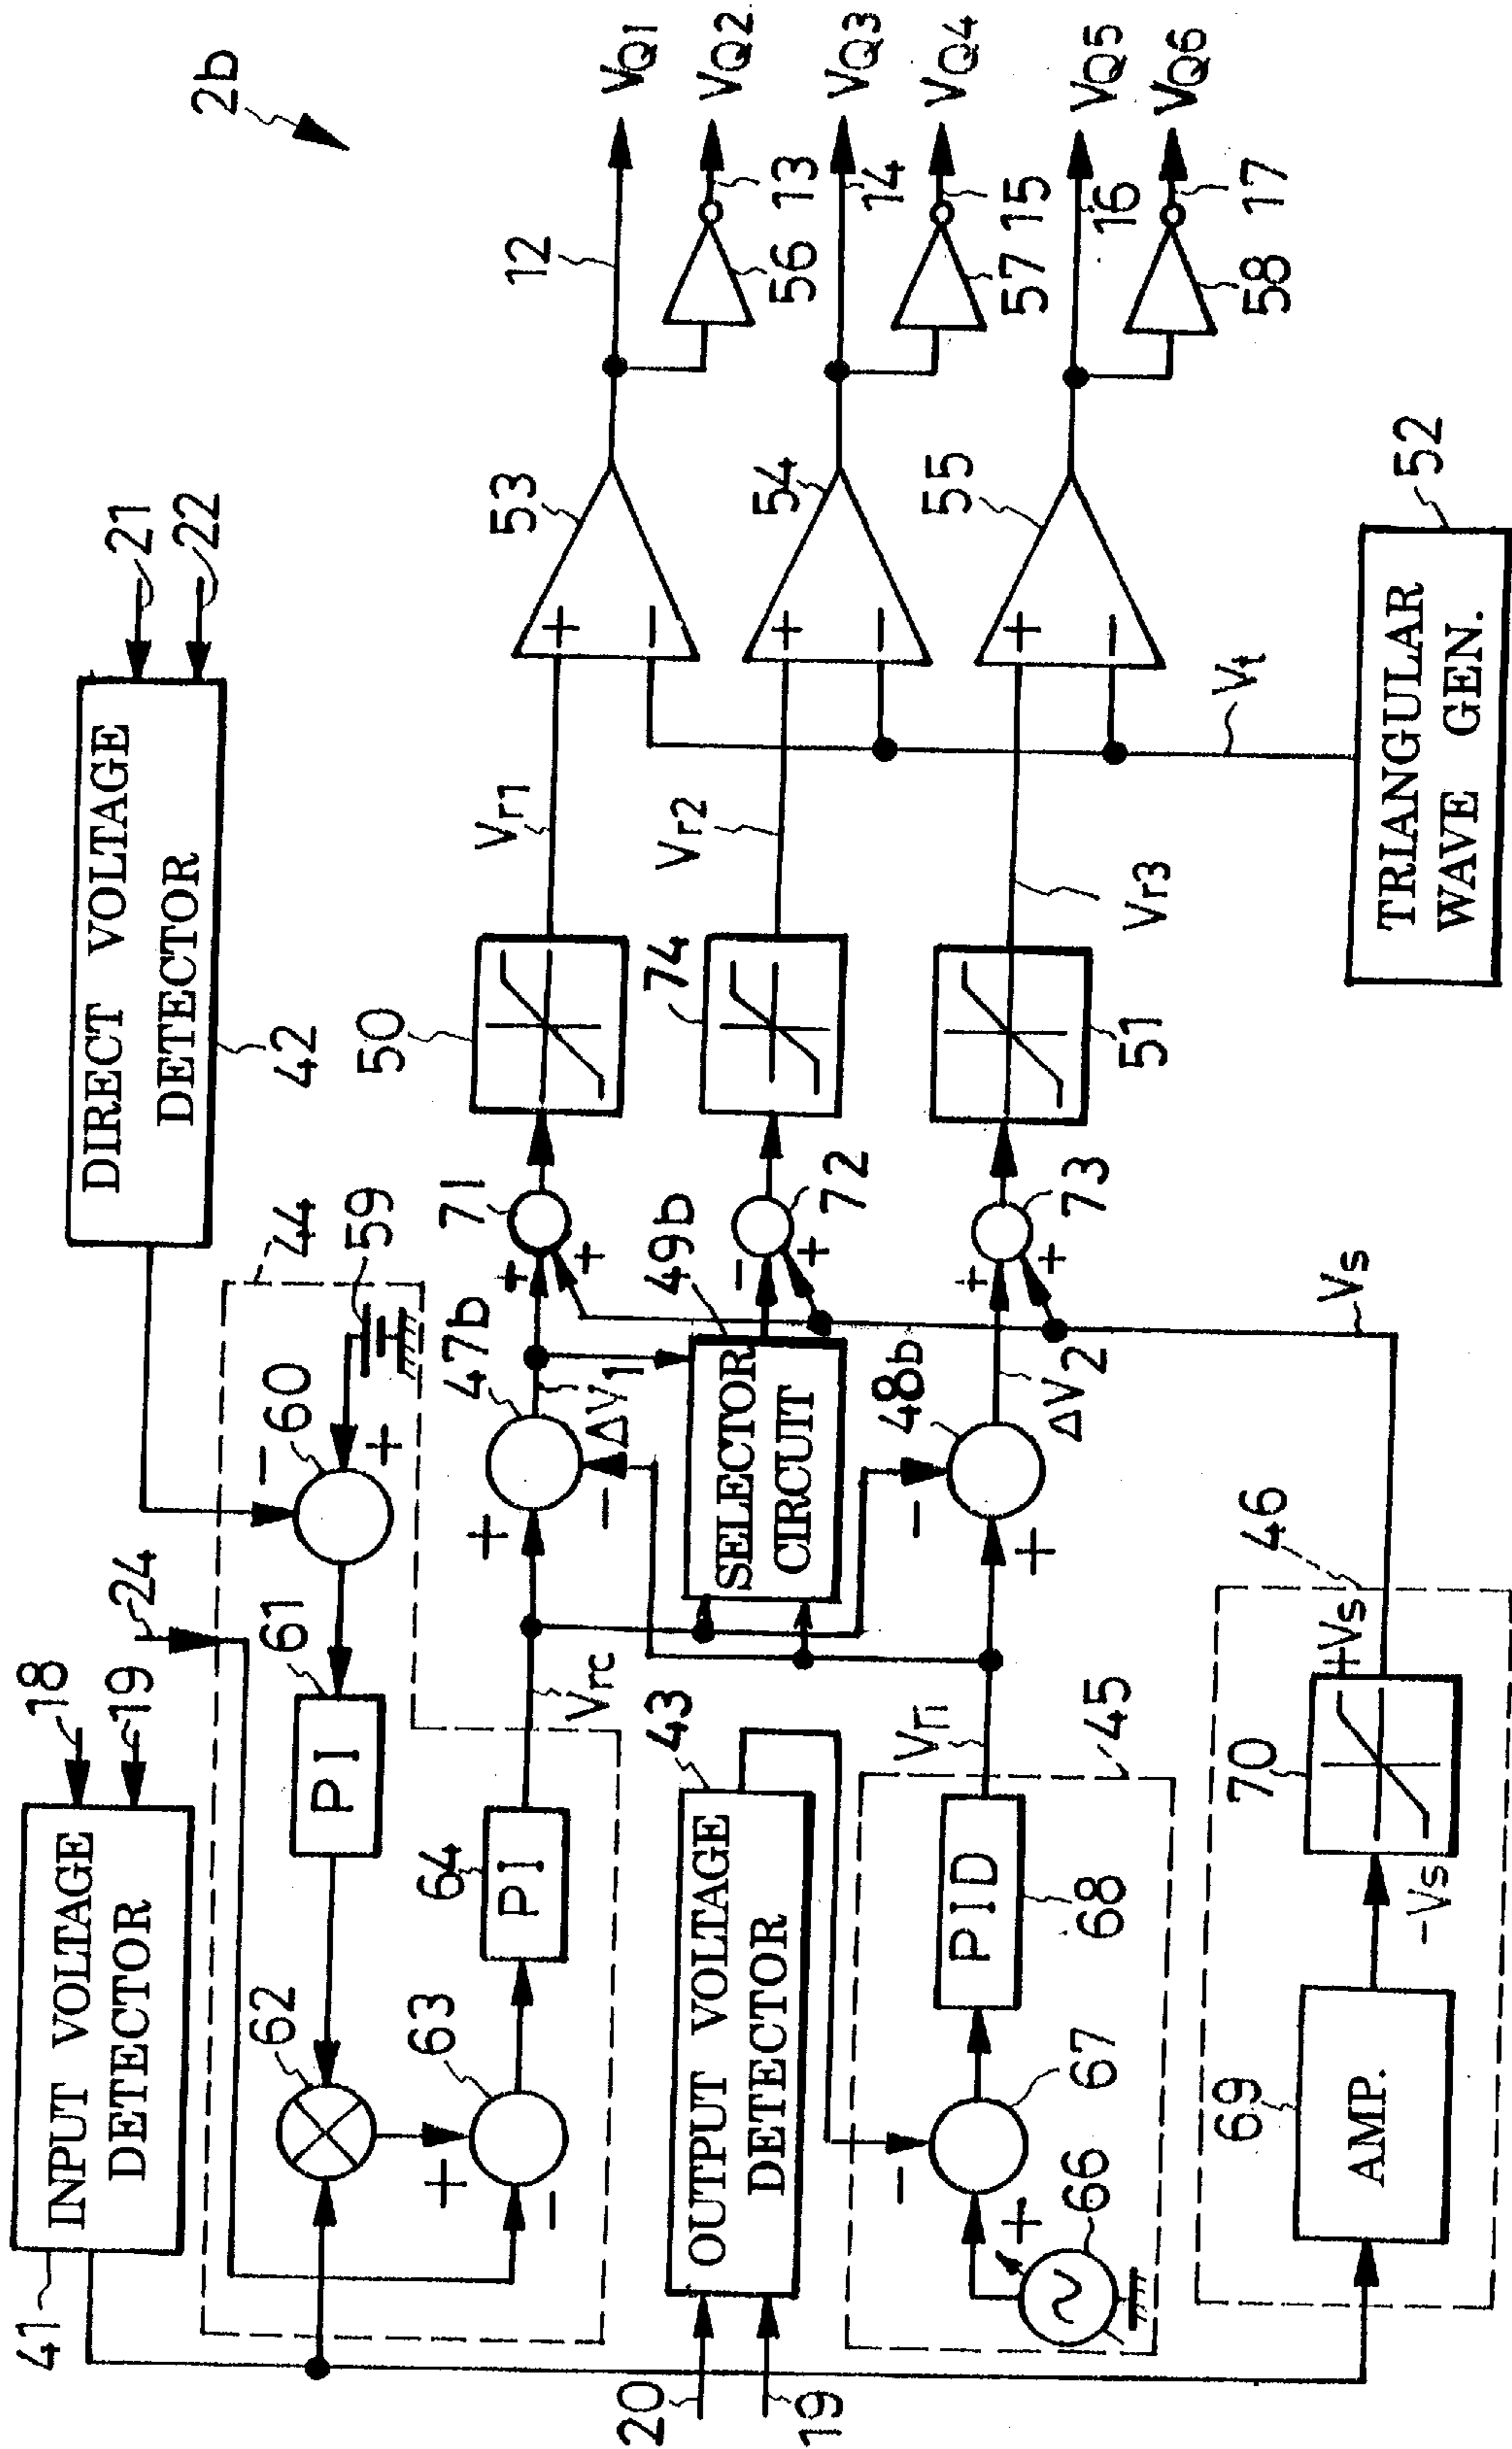 2b
18
19
24
21
22
INPUT VOLTAGE
DETECTOR
41
DIRECT VOLTAGE
DETECTOR
42
44
59
60
+
−
61
PI
62
63
+
−
64
PI
Vrc
47b
+
−
ΔV1
71
+
+
50
Vr1
53
+
−
12
VQ1
56
13
VQ2
43
OUTPUT VOLTAGE
DETECTOR
20
19
SELECTOR
CIRCUIT
49b
−
+
72
74
Vr2
54
+
−
14
VQ3
57
15
VQ4
45
66
+
−
67
PID
68
Vri
48b
−
+
ΔV2
73
+
+
51
Vr3
55
+
−
16
VQ5
58
17
VQ6
46
AMP.
69
70
+Vs
−Vs
Vs
Vt
TRIANGULAR
WAVE GEN.
52